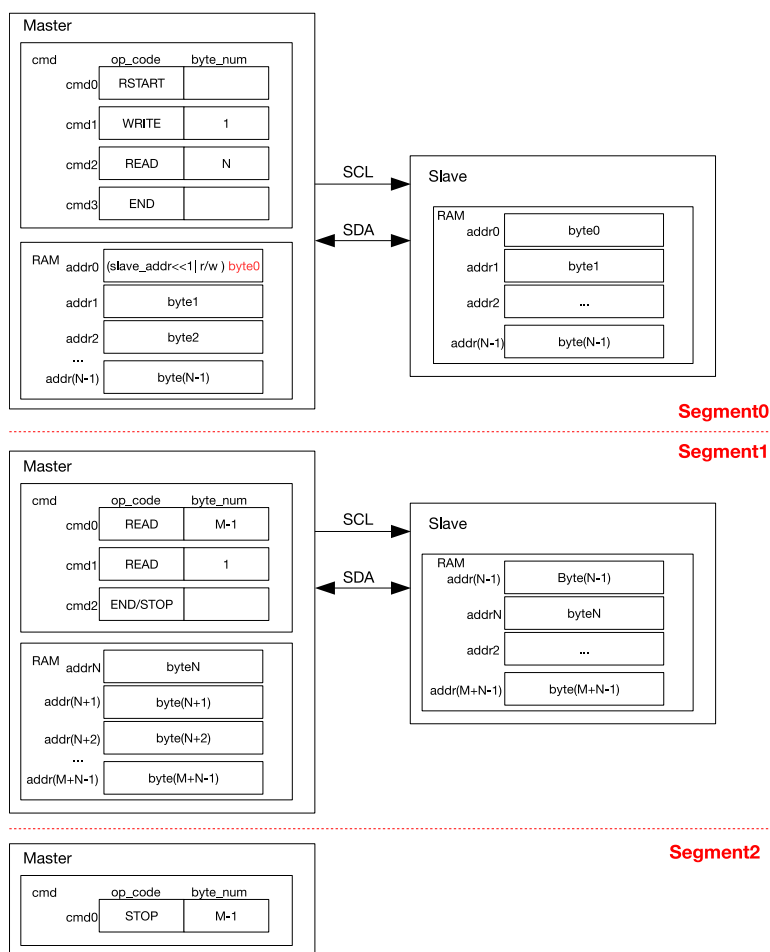 Master
cmd op_code byte_num
cmd0 RSTART
cmd1 WRITE 1
cmd2 READ N
cmd3 END
RAM addr0 (slave_addr<<1| r/w ) byte0
addr1 byte1
addr2 byte2
...
addr(N-1) byte(N-1)
SCL
SDA
Slave
RAM
addr0 byte0
addr1 byte1
addr2 ...
addr(N-1) byte(N-1)
Segment0
Segment1
Master
cmd op_code byte_num
cmd0 READ M-1
cmd1 READ 1
cmd2 END/STOP
RAM addrN byteN
addr(N+1) byte(N+1)
addr(N+2) byte(N+2)
...
addr(M+N-1) byte(M+N-1)
SCL
SDA
Slave
RAM
addr(N-1) Byte(N-1)
addrN byteN
addr2 ...
addr(M+N-1) byte(M+N-1)
Segment2
Master
cmd op_code byte_num
cmd0 STOP M-1